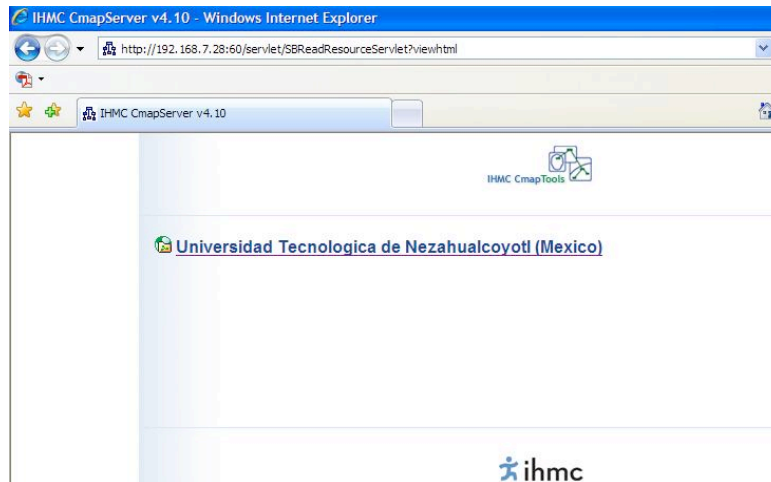 IHMC CmapServer v4.10 - Windows Internet Explorer
http://192.168.7.28:60/servlet/SBReadResourceServlet?viewhtml
IHMC CmapServer v4.10
IHMC CmapTools
Universidad Tecnologica de Nezahualcoyotl (Mexico)
ihmc